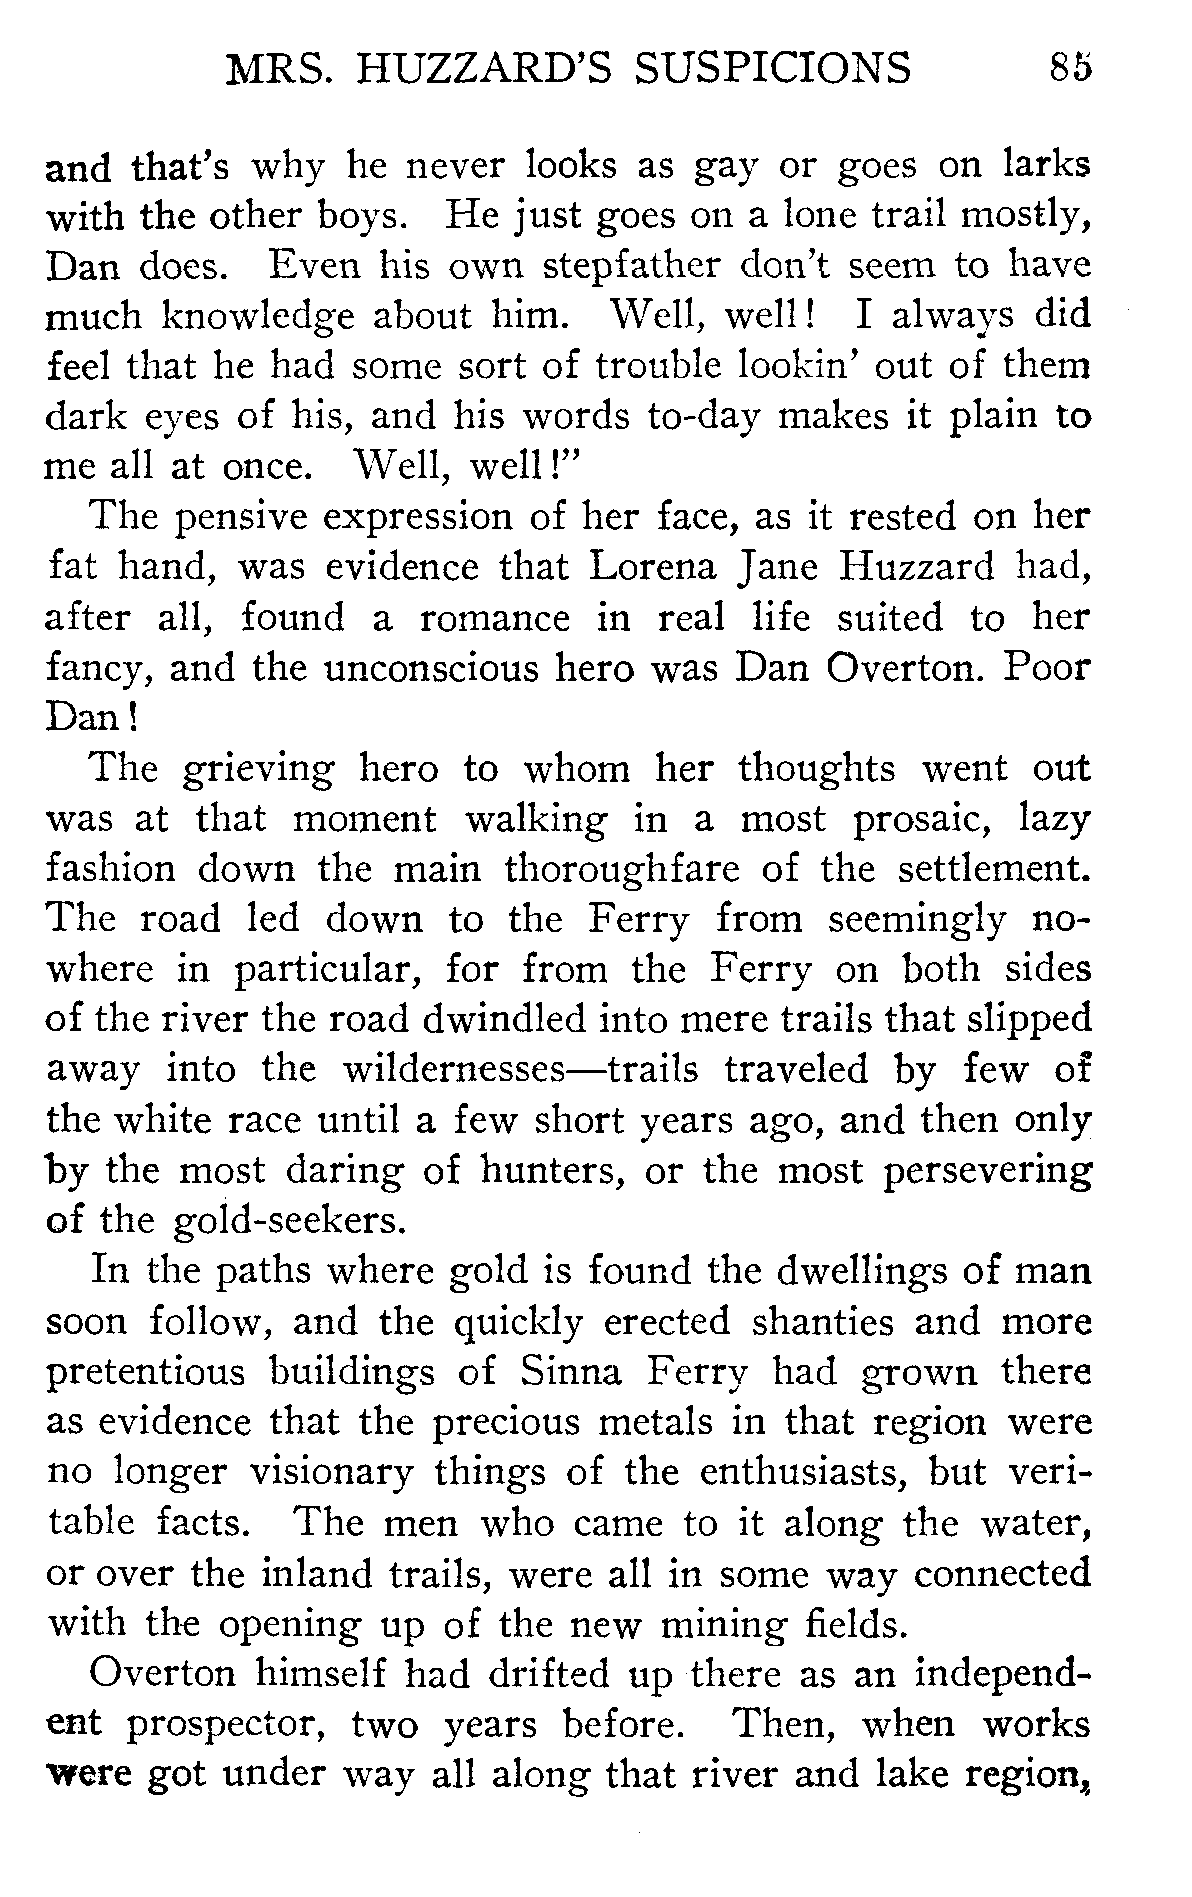 MRS. HUZZARD'S SUSPICIONS 85
and that's why he never looks as gay or goes on larks
with the other boys. He just goes on a lone trail mostly,
Dan does. Even his own stepfather don't seem to have
much knowledge about him. Well, well! I always did
feel that he had some sort of trouble lookin' out of them
dark eyes of his, and his words to-day makes it plain to
me all at once. Well, well!"
The pensive expression of her face, as it rested on her
fat hand, was evidence that Lorena Jane Huzzard had,
after all, found a romance in real life suited to her
fancy, and the unconscious hero was Dan Overton. Poor
Dan!
The grieving hero to whom her thoughts went out
was at that moment walking in a most prosaic, lazy
fashion down the main thoroughfare of the settlement.
The road led down to the Ferry from seemingly no-
where in particular, for from the Ferry on both sides
of the river the road dwindled into mere trails that slipped
away into the wildernesses—trails traveled by few of
the white race until a few short years ago, and then only
by the most daring of hunters, or the most persevering
of the gold-seekers.
In the paths where gold is found the dwellings of man
soon follow, and the quickly erected shanties and more
pretentious buildings of Sinna Ferry had grown there
as evidence that the precious metals in that region were
no longer visionary things of the enthusiasts, but veri-
table facts. The men who came to it along the water,
or over the inland trails, were all in some way connected
with the opening up of the new mining fields.
Overton himself had drifted up there as an independ-
ent prospector, two years before. Then, when works
were got under way all along that river and lake region,